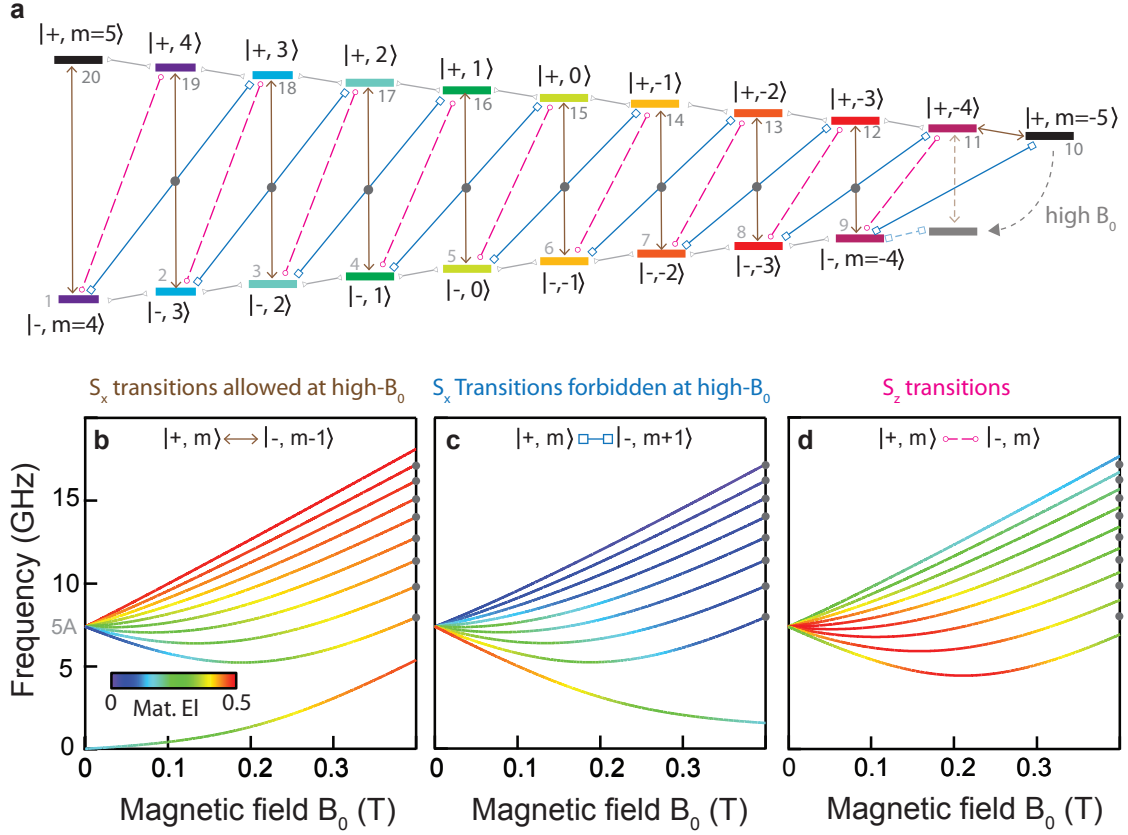 a
|+, m=5⟩ |+, 4⟩ |+, 3⟩ |+, 2⟩ |+, 1⟩ |+, 0⟩ |+,-1⟩ |+,-2⟩ |+,-3⟩ |+,-4⟩ |+, m=-5⟩
20 19 18 17 16 15 14 13 12 11 10
high B0
1 2 3 4 5 6 7 8 9
|-, m=4⟩ |-, 3⟩ |-, 2⟩ |-, 1⟩ |-, 0⟩ |-,-1⟩ |-,-2⟩ |-,-3⟩ |-, m=-4⟩
Sx transitions allowed at high-B0
b
|+, m⟩ |-, m-1⟩
Frequency (GHz)
15
10
5A
5
0
0 0.5
Mat. El
0 0.1 0.2 0.3
Magnetic field B0 (T)
Sx Transitions forbidden at high-B0
c
|+, m⟩ |-, m+1⟩
0 0.1 0.2 0.3
Magnetic field B0 (T)
Sz transitions
d
|+, m⟩ |-, m⟩
0 0.1 0.2 0.3
Magnetic field B0 (T)